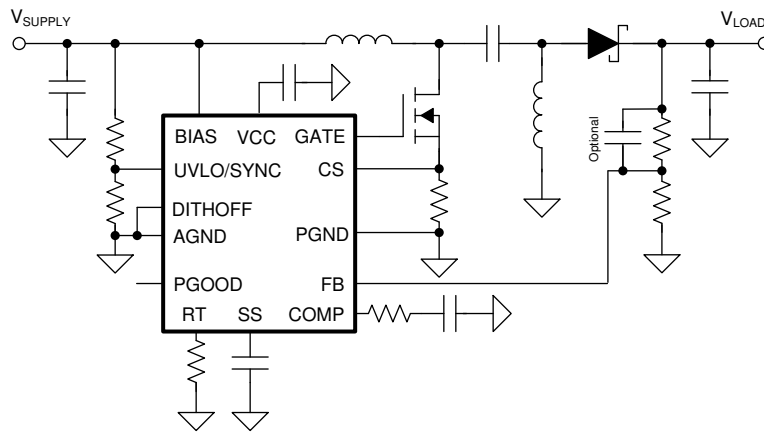 VSUPPLY
VLOAD
BIAS VCC GATE
UVLO/SYNC CS
Optional
DITHOFF
AGND PGND
PGOOD FB
RT SS COMP